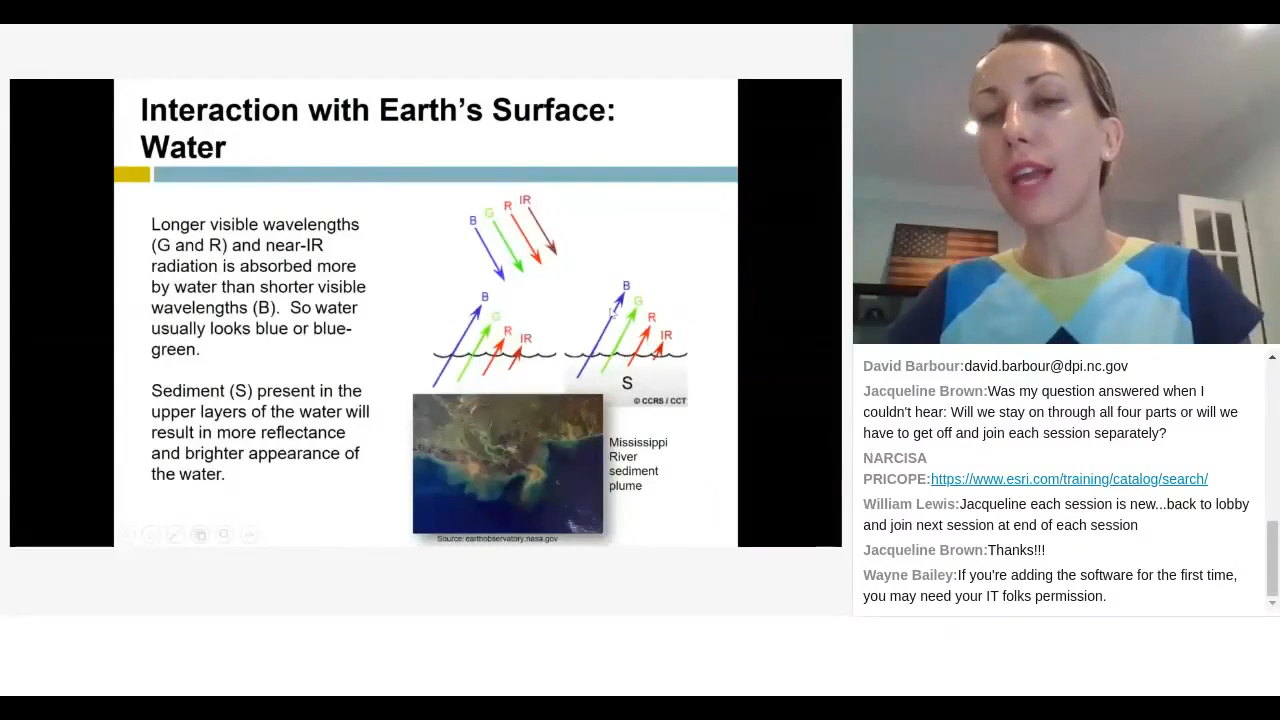 Interaction with Earth's Surface:
Water
Longer visible wavelengths
(G and R) and near-IR
radiation is absorbed more
by water than shorter visible
wavelengths (B).  So water
usually looks blue or blue-
green.
Sediment (S) present in the
upper layers of the water will
result in more reflectance
and brighter appearance of
the water.
B
G
R
IR
B
G
R
IR
B
G
R
IR
S
© CCRS / CCT
Mississippi
River
sediment
plume
Source: earthobservatory.nasa.gov
David Barbour:david.barbour@dpi.nc.gov
Jacqueline Brown:Was my question answered when I
couldn't hear: Will we stay on through all four parts or will we
have to get off and join each session separately?
NARCISA
PRICOPE:https://www.esri.com/training/catalog/search/
William Lewis:Jacqueline each session is new...back to lobby
and join next session at end of each session
Jacqueline Brown:Thanks!!!
Wayne Bailey:If you're adding the software for the first time,
you may need your IT folks permission.